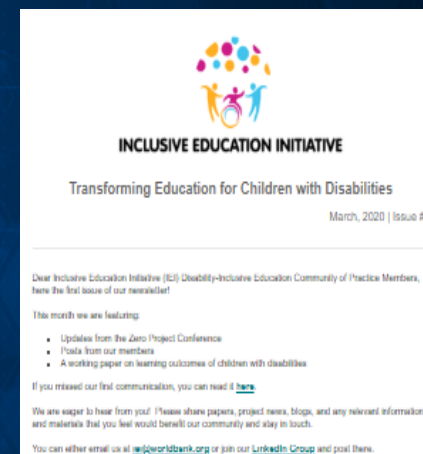 INCLUSIVE EDUCATION INITIATIVE
Transforming Education for Children with Disabilities
March, 2020 | Issue #
Dear Inclusive Education Initiative (IEI) Disability-Inclusive Education Community of Practice Members,
here the first issue of our newsletter!
This month we are featuring:
Updates from the Zero Project Conference
Posts from our members
A working paper on learning outcomes of children with disabilities
If you missed our first communication, you can read it here.
We are eager to hear from you! Please share papers, project news, blogs, and any relevant information
and materials that you feel would benefit our community and stay in touch.
You can either email us at iei@worldbank.org or join our LinkedIn Group and post there.